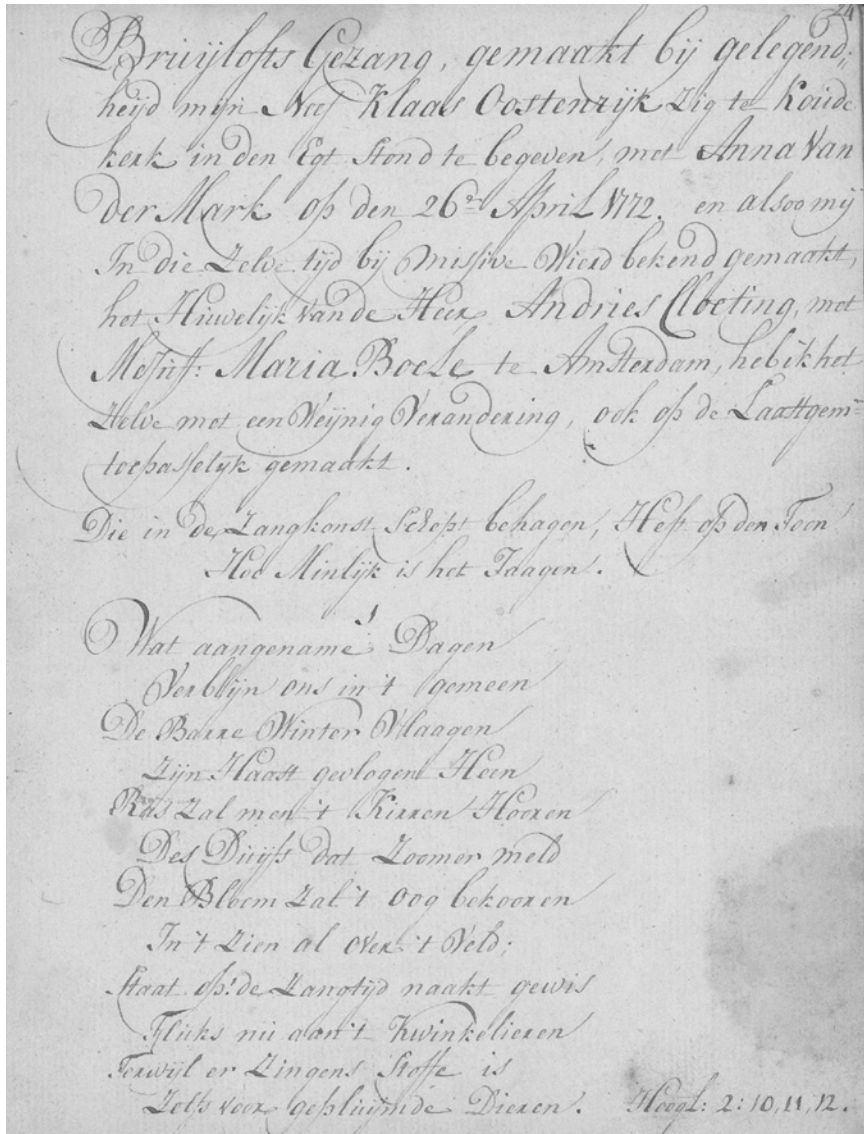 24
Bruijlofts Gezang, gemaakt bij gelegend,,
heijd mijn Neef Klaas Oostenrijk Zig te Koude
kerk in den Egt Stond te begeven, met Anna Van
der Mark op den 26n April 1772. en alsoo mij
In die Zelve tijd bij Missive Wierd bekend gemaakt,
het Huwelijk Van de Heer Andries Cloeting, met
Mejuff: Maria Boele te Amsterdam, heb ik het
Zelve met een Weijnig Verandering, ook op de Laastgemn
toepasselijk gemaakt.
Die in de Zangkonst Schept behagen, Heft op den Toon
Hoe Minlijk is het Jaagen.
1
Wat aangename Dagen
Verblijn ons in 't gemeen
De Barre Winter Vlaagen
Zijn Haast gevlogen Heen
Ras Zal men 't Kirren Hooren
Des Duijfs dat Zoomer meld
Den Bloem Zal 't oog bekooren
In 't Zien al over 't Veld;
Staat op! de Zangtijd naakt gewis
Fluks nu aan 't Kwinkelieren
Terwijl er Zingens Stoffe is
Zelfs voor gepluijmde Dieren. Hoogl: 2: 10, 11, 12.